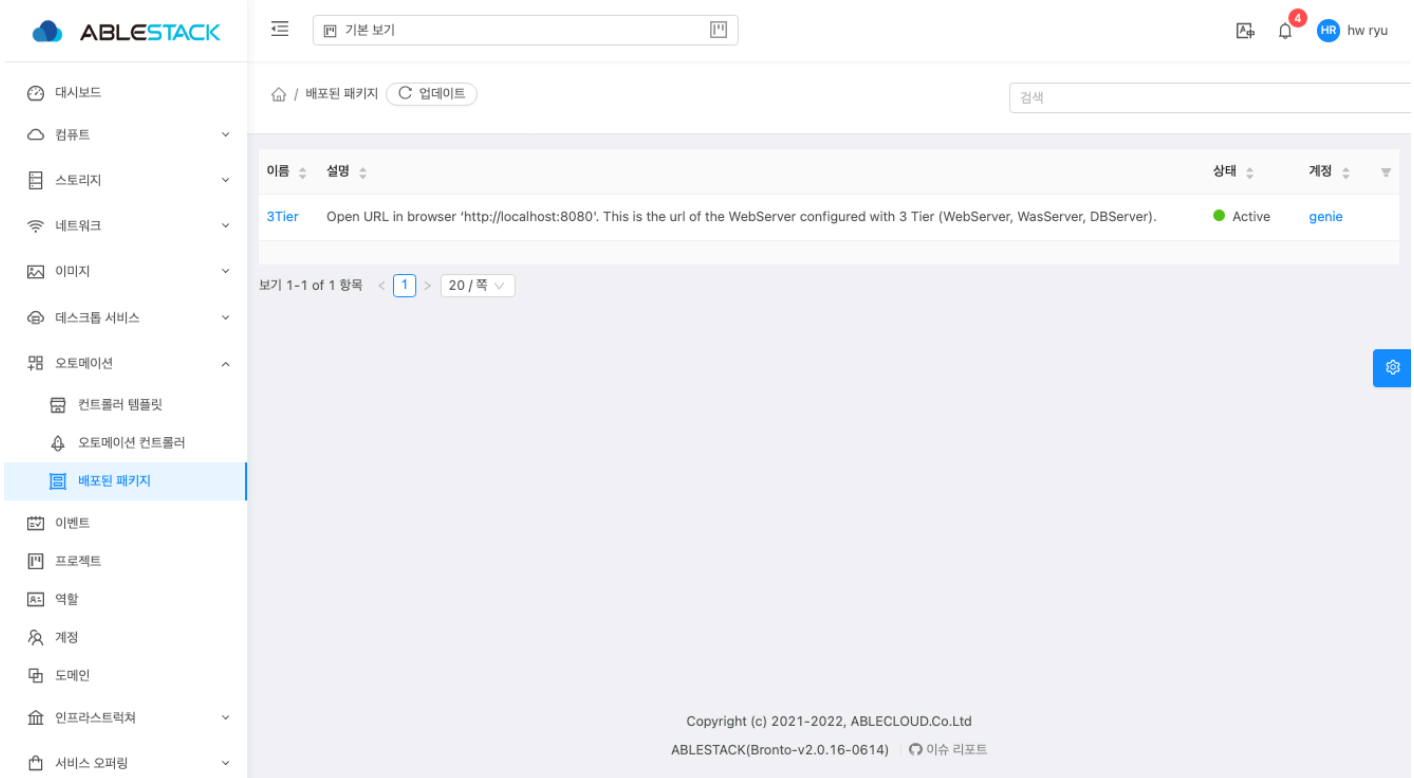 ABLESTACK
기본 보기
4
HR hw ryu
대시보드
컴퓨트
스토리지
네트워크
이미지
데스크톱 서비스
오토메이션
컨트롤러 템플릿
오토메이션 컨트롤러
배포된 패키지
이벤트
프로젝트
역할
계정
도메인
인프라스트럭쳐
서비스 오퍼링
/ 배포된 패키지 업데이트
검색
이름 설명 상태 계정
3Tier Open URL in browser ‘http://localhost:8080'. This is the url of the WebServer configured with 3 Tier (WebServer, WasServer, DBServer). Active genie
보기 1-1 of 1 항목 < 1 > 20 / 쪽
Copyright (c) 2021-2022, ABLECLOUD.Co.Ltd
ABLESTACK(Bronto-v2.0.16-0614) 이슈 리포트